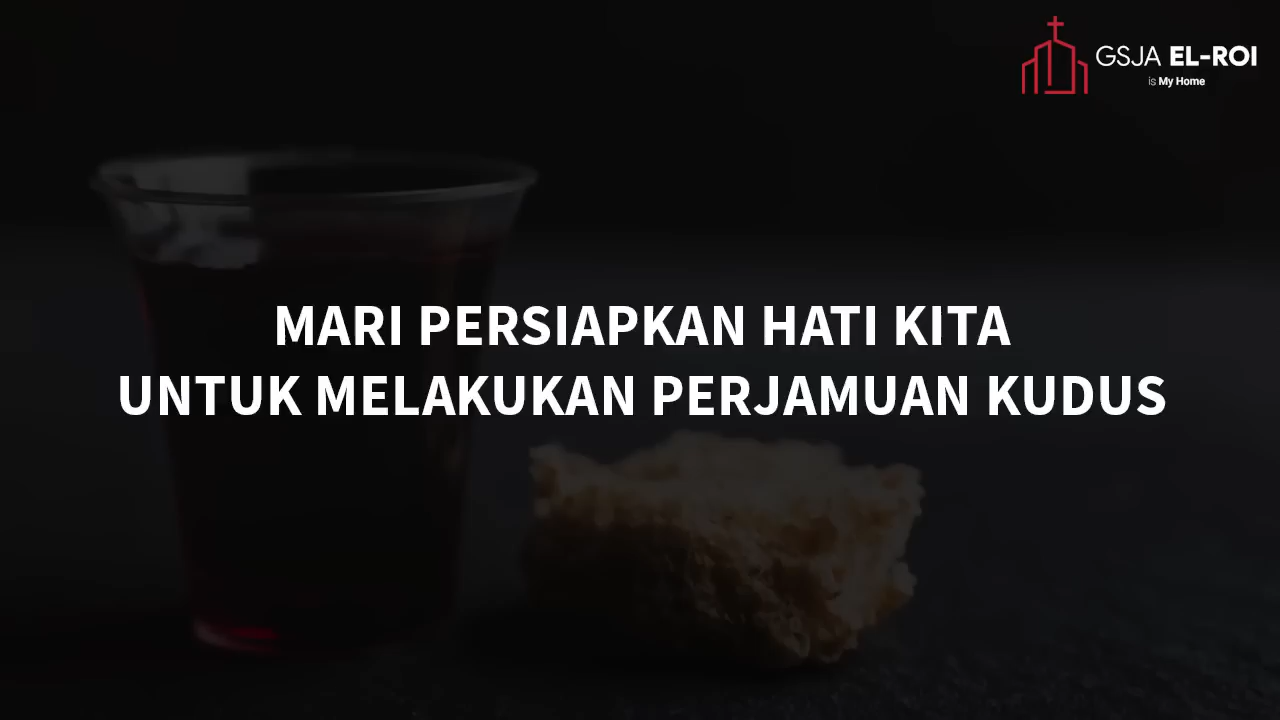 GSJA EL-ROI
is My Home
MARI PERSIAPKAN HATI KITA
UNTUK MELAKUKAN PERJAMUAN KUDUS